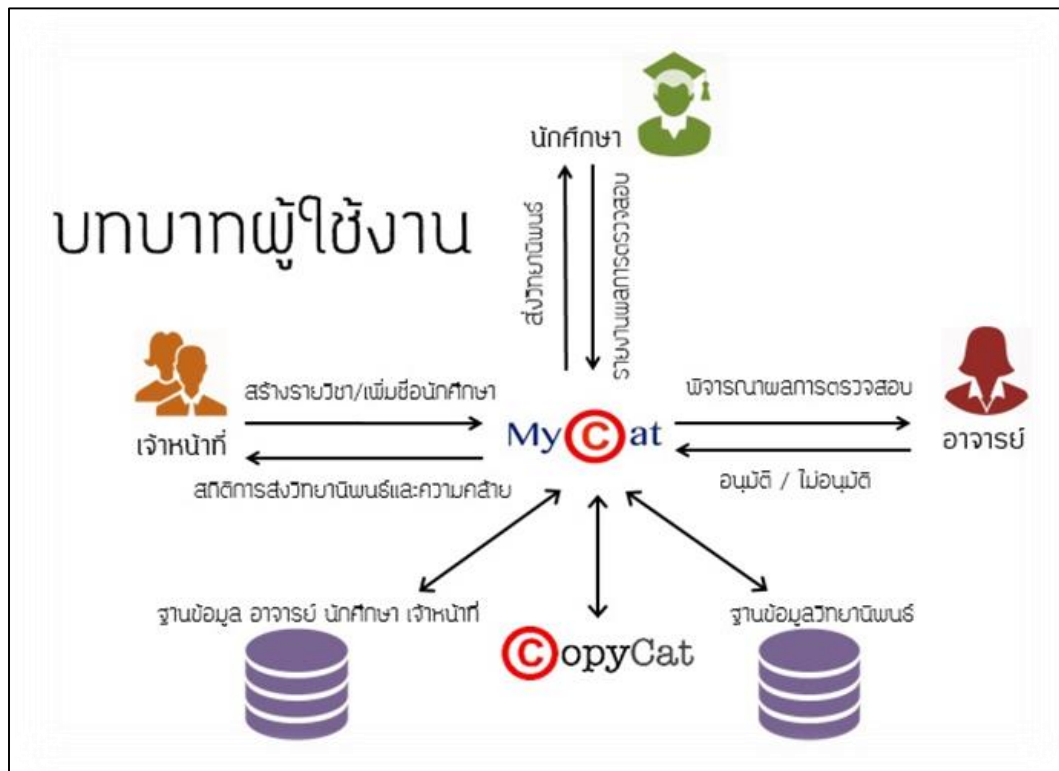 นักศึกษา
บทบาทผู้ใช้งาน
ส่งวิทยานิพนธ์
รายงานผลการตรวจสอบ
สร้างรายวิชา/เพิ่มชื่อนักศึกษา
พิจารณาผลการตรวจสอบ
เจ้าหน้าที่
MyCat
อาจารย์
สถิติการส่งวิทยานิพนธ์และความคล้าย
อนุมัติ / ไม่อนุมัติ
ฐานข้อมูล อาจารย์ นักศึกษา เจ้าหน้าที่
ฐานข้อมูลวิทยานิพนธ์
CopyCat